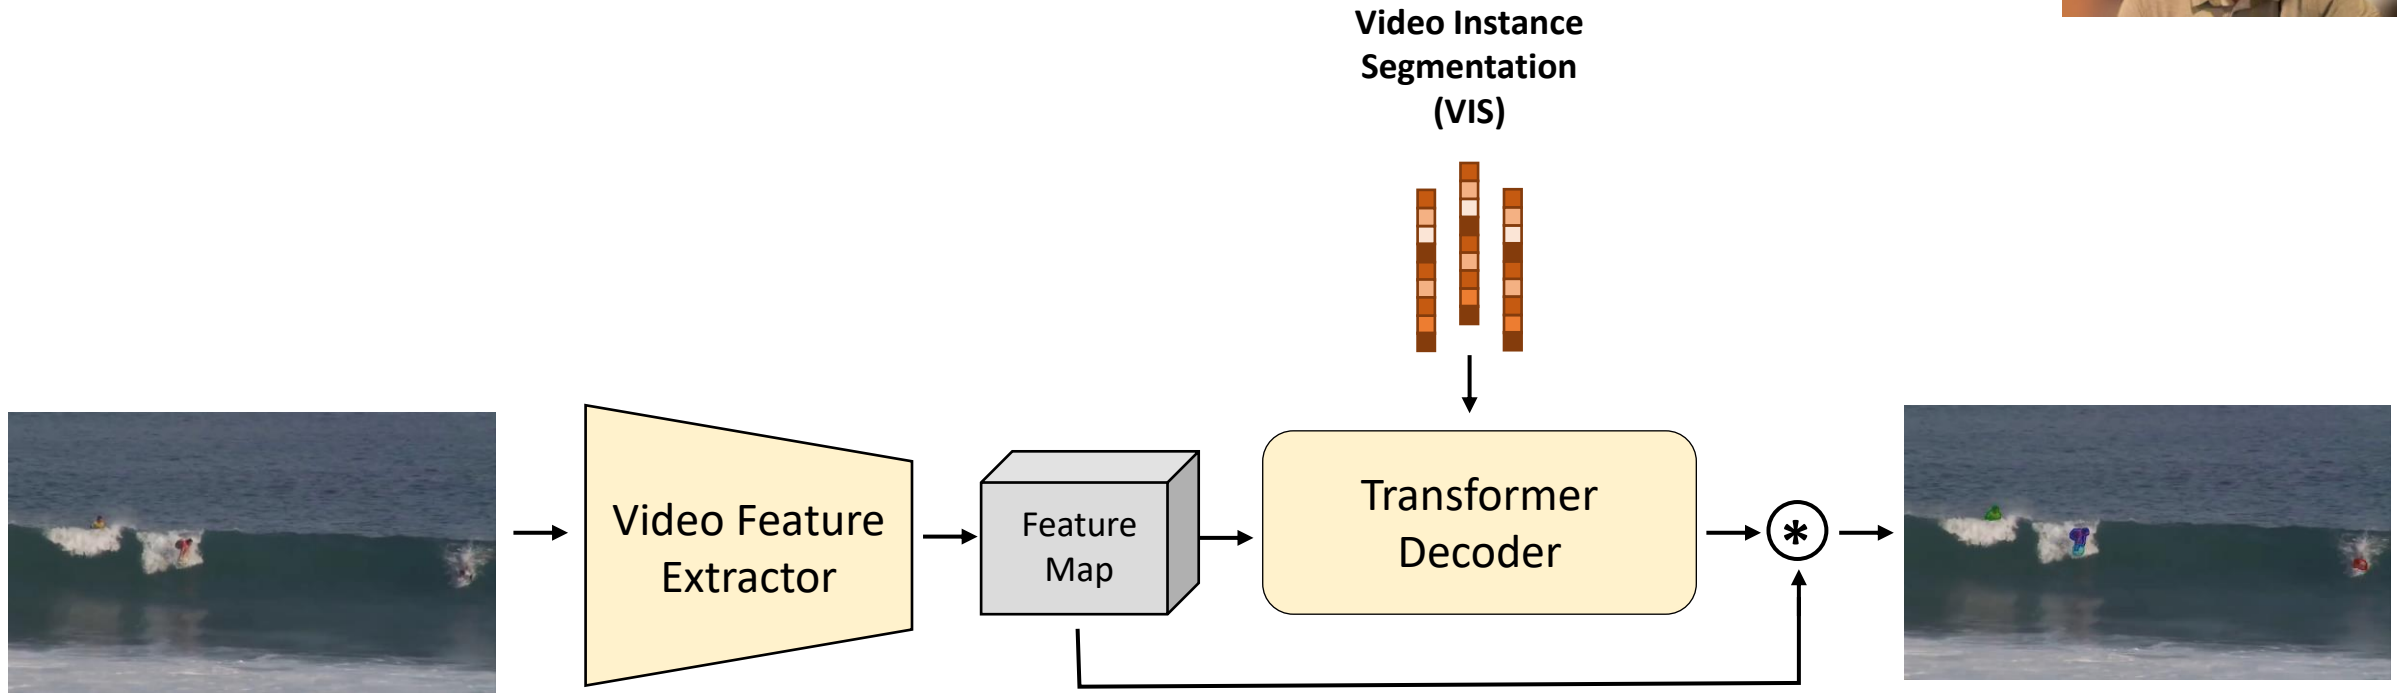 Video Instance
Segmentation
(VIS)
Video Feature
Extractor
Feature
Map
Transformer
Decoder
*